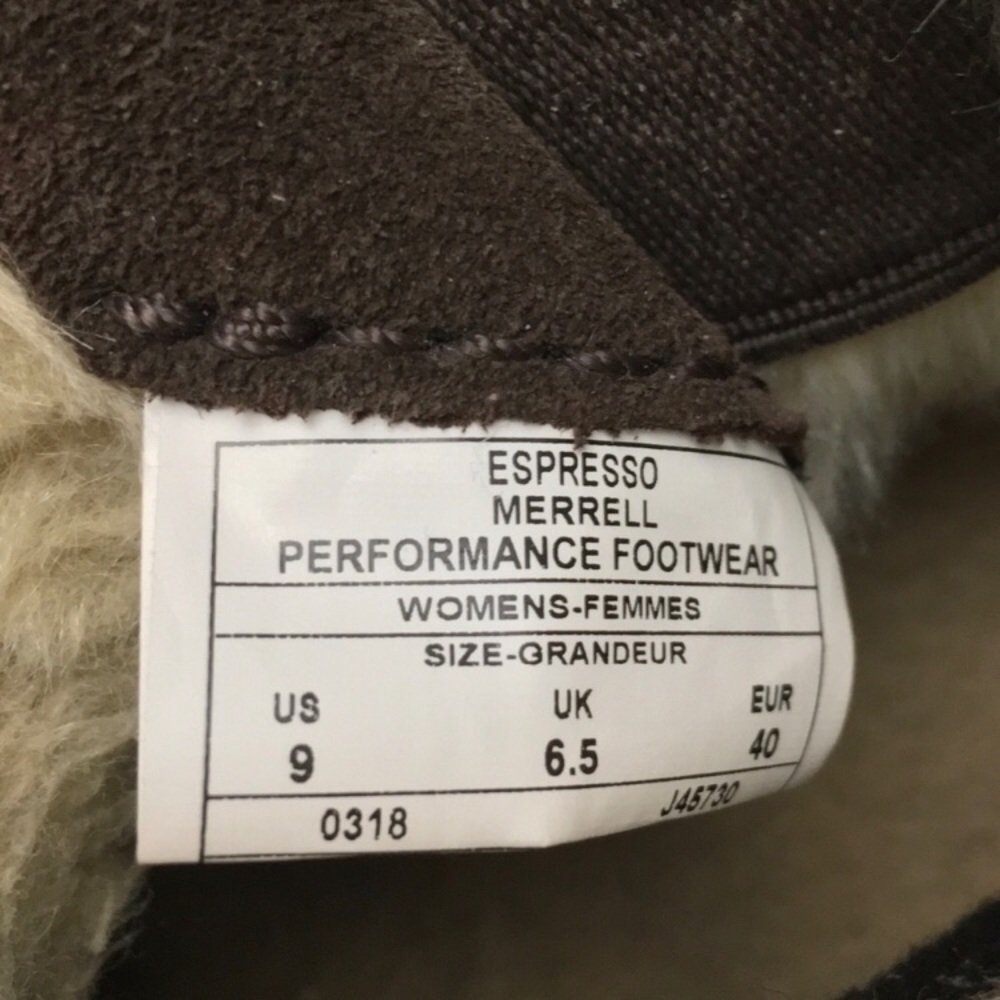 ESPRESSO
MERRELL
PERFORMANCE FOOTWEAR
WOMENS-FEMMES
SIZE-GRANDEUR
US UK EUR
9 6.5 40
0318 J45730